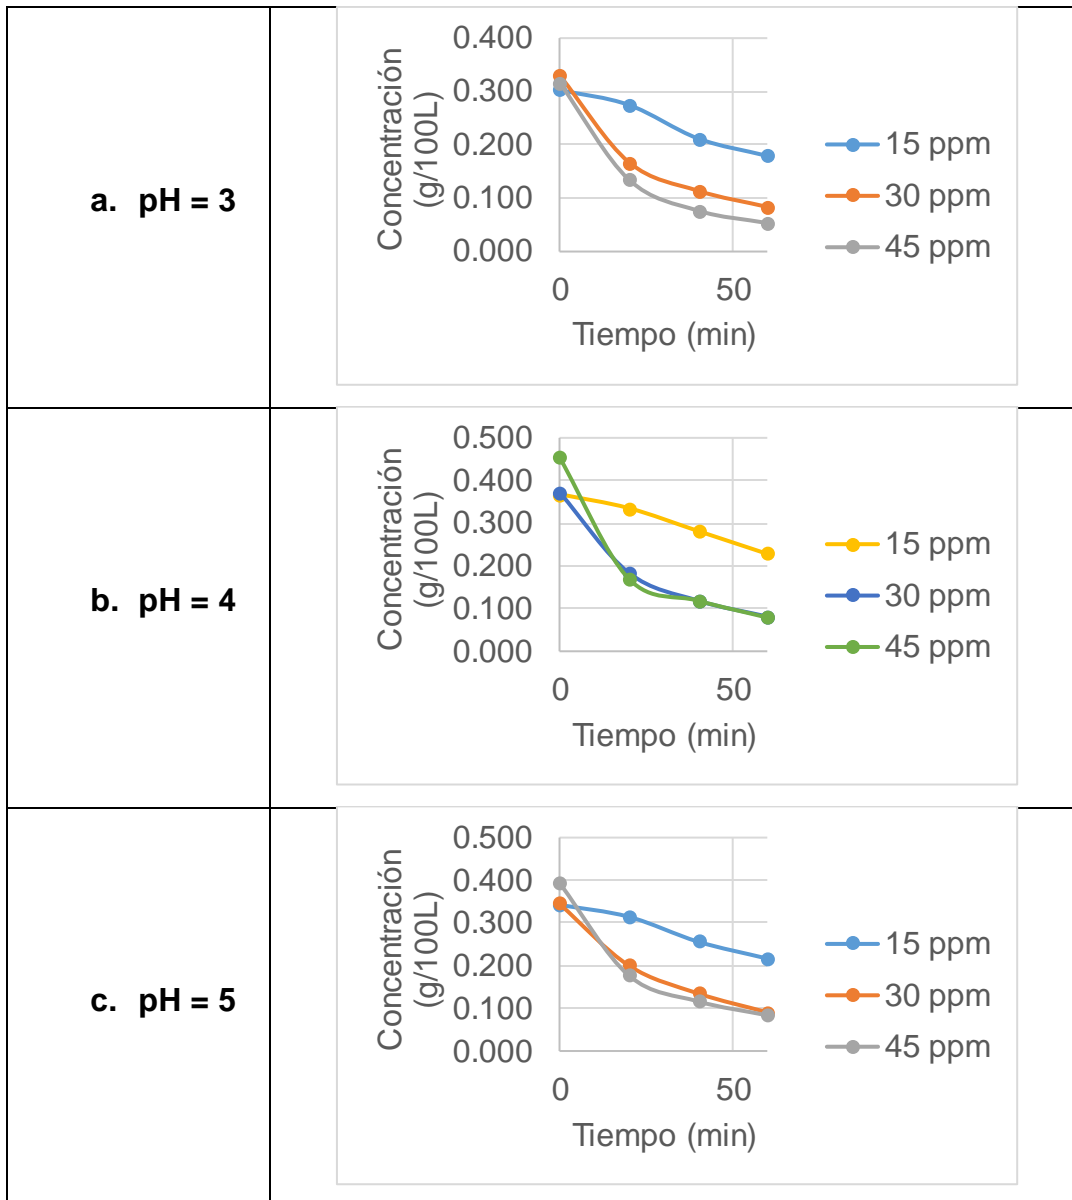 a. pH = 3
Concentración
(g/100L)
0.400
0.300
0.200
0.100
0.000
0 50
Tiempo (min)
15 ppm
30 ppm
45 ppm
b. pH = 4
Concentración
(g/100L)
0.500
0.400
0.300
0.200
0.100
0.000
0 50
Tiempo (min)
15 ppm
30 ppm
45 ppm
c. pH = 5
Concentración
(g/100L)
0.500
0.400
0.300
0.200
0.100
0.000
0 50
Tiempo (min)
15 ppm
30 ppm
45 ppm